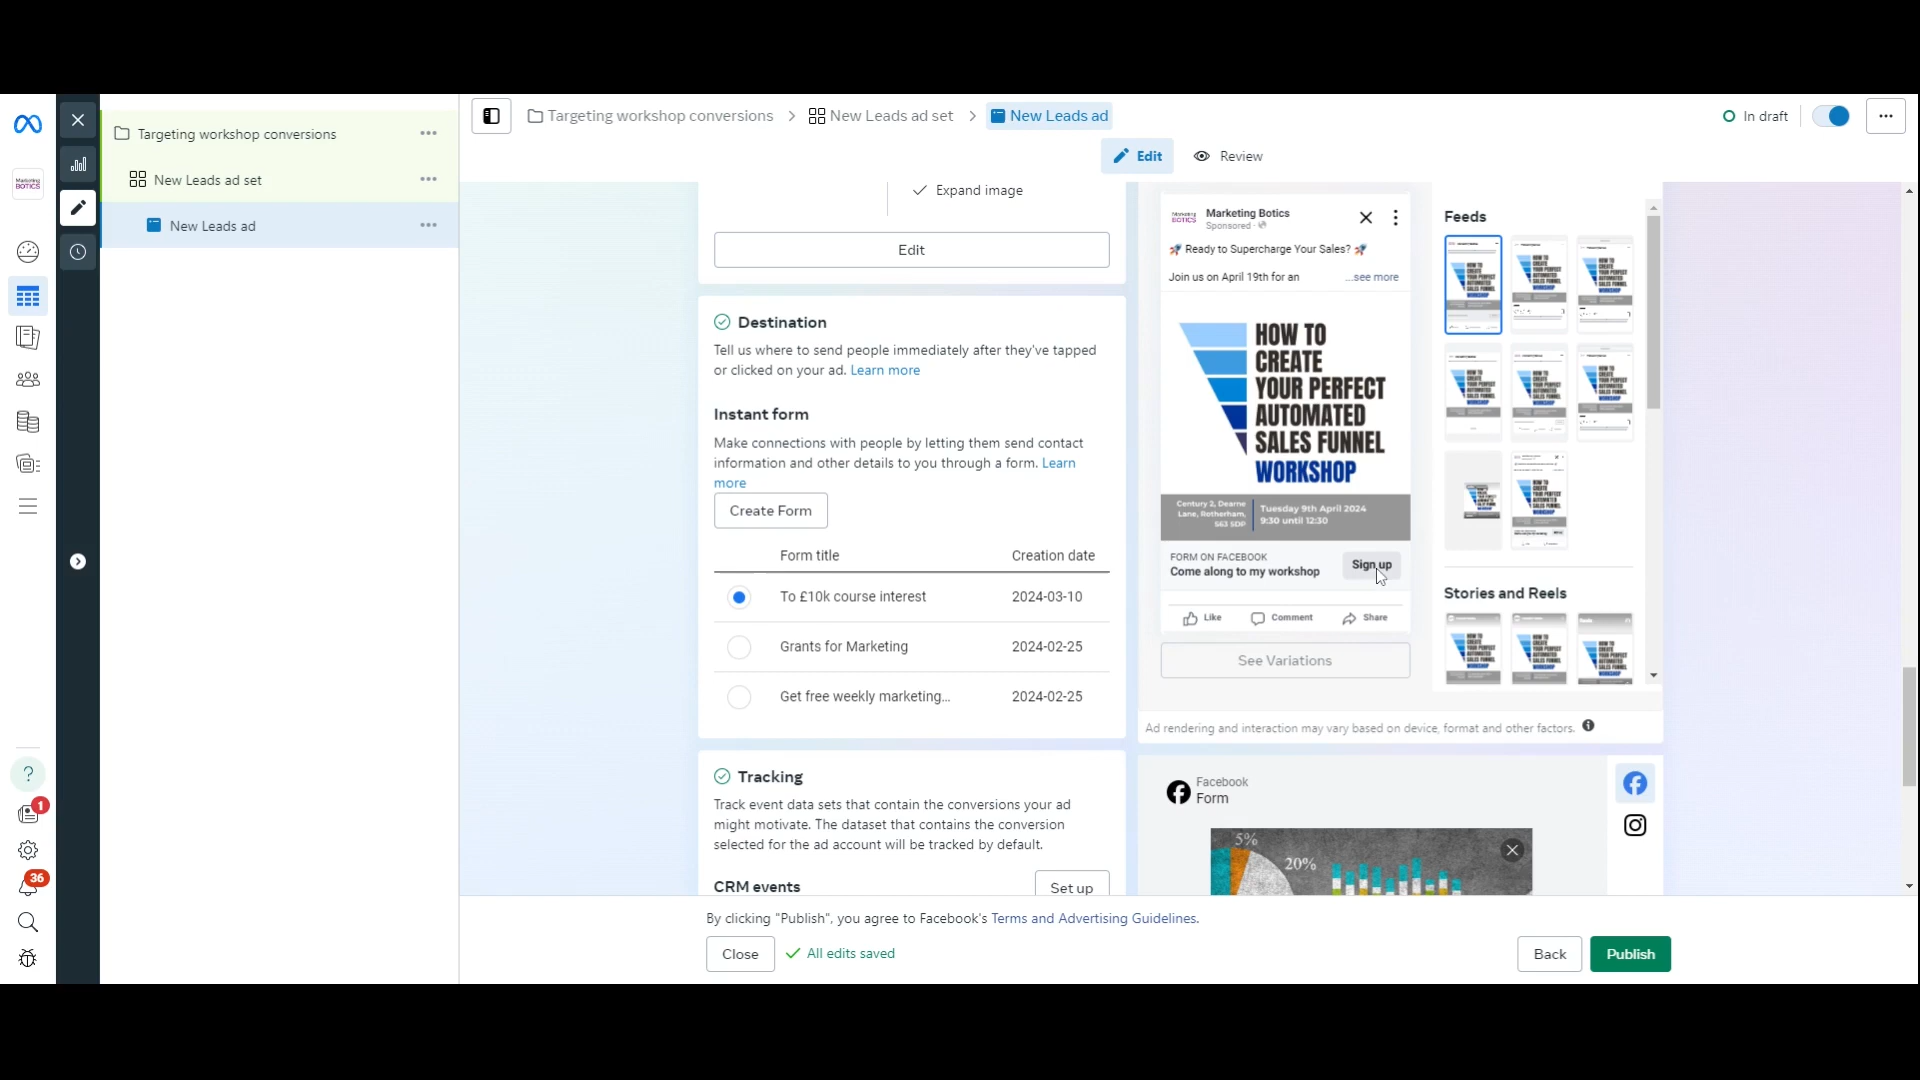 Targeting workshop conversions
New Leads ad set
New Leads ad
Targeting workshop conversions
New Leads ad set
New Leads ad
In draft
Edit
Review
Expand image
Edit
Destination
Tell us where to send people immediately after they've tapped
or clicked on your ad. Learn more
Instant form
Make connections with people by letting them send contact
information and other details to you through a form. Learn
more
Create Form
Form title
Creation date
To £10k course interest
2024-03-10
Grants for Marketing
2024-02-25
Get free weekly marketing...
2024-02-25
Tracking
Track event data sets that contain the conversions your ad
might motivate. The dataset that contains the conversion
selected for the ad account will be tracked by default.
CRM events
Set up
Marketing
BOTICS
Marketing Botics
Sponsored ·
🚀 Ready to Supercharge Your Sales? 🚀
Join us on April 19th for an
...see more
HOW TO
CREATE
YOUR PERFECT
AUTOMATED
SALES FUNNEL
WORKSHOP
Century 2, Dearne
Lane, Rotherham,
S63 5DP
Tuesday 9th April 2024
9:30 until 12:30
FORM ON FACEBOOK
Come along to my workshop
Sign up
Like
Comment
Share
See Variations
Feeds
Stories and Reels
Ad rendering and interaction may vary based on device, format and other factors.
Facebook
Form
5%
20%
1
36
By clicking "Publish", you agree to Facebook's Terms and Advertising Guidelines.
Close
All edits saved
Back
Publish